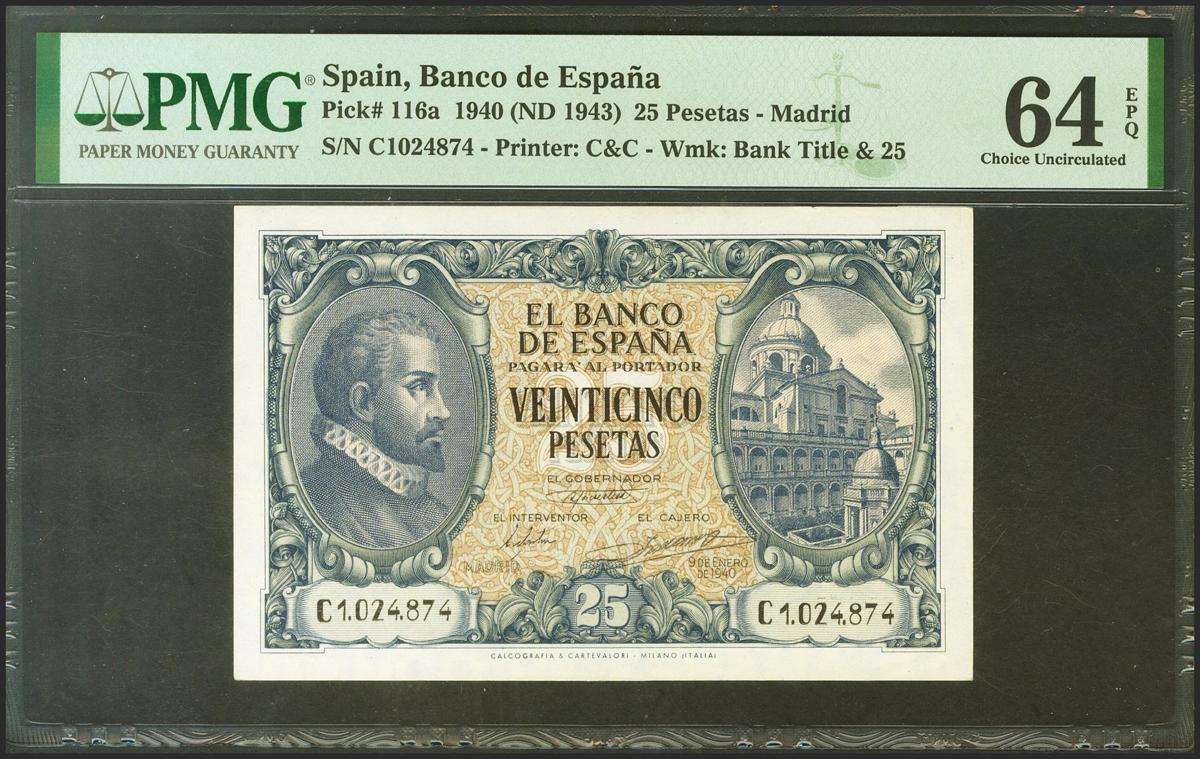 PMG®
PAPER MONEY GUARANTY
Spain, Banco de España
Pick# 116a 1940 (ND 1943) 25 Pesetas - Madrid
S/N C1024874 - Printer: C&C - Wmk: Bank Title & 25
64
EPQ
Choice Uncirculated
EL BANCO
DE ESPAÑA
PAGARA´ AL PORTADOR
25
VEINTICINCO
PESETAS
EL GOBERNADOR
EL INTERVENTOR EL CAJERO
MADRID 9 DE ENERO
DE 1940
C1.024.874 25 C1.024.874
CALCOGRAFIA & CARTEVALORI - MILANO (ITALIA)